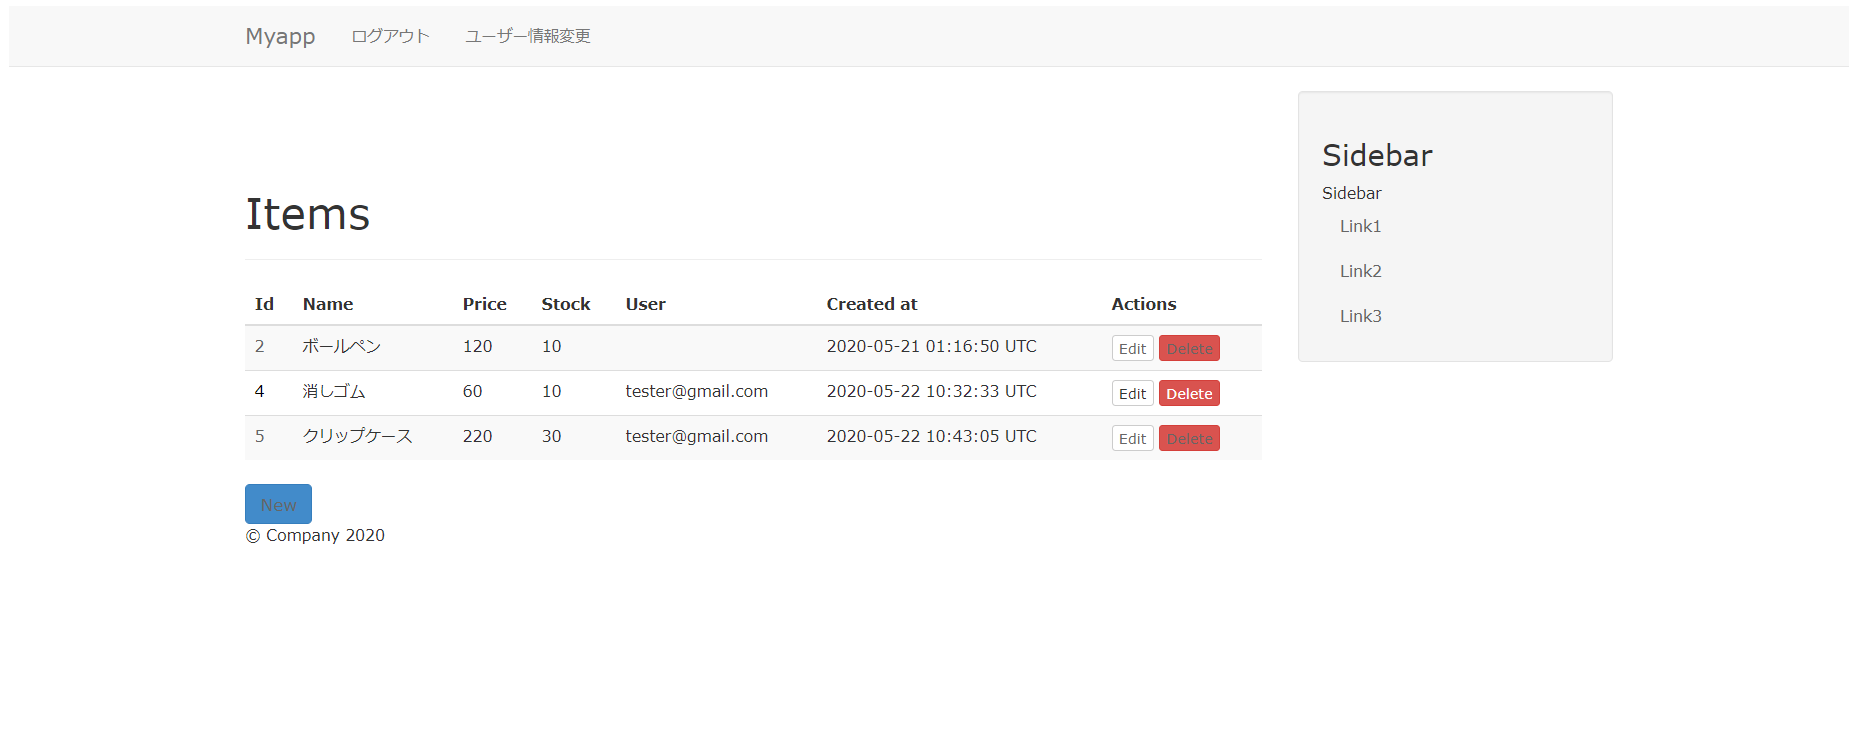 Myapp ログアウト ユーザー情報変更
Items
Id Name Price Stock User Created at Actions
2 ボールペン 120 10 2020-05-21 01:16:50 UTC Edit Delete
4 消しゴム 60 10 tester@gmail.com 2020-05-22 10:32:33 UTC Edit Delete
5 クリップケース 220 30 tester@gmail.com 2020-05-22 10:43:05 UTC Edit Delete
New
© Company 2020
Sidebar
Sidebar
Link1
Link2
Link3